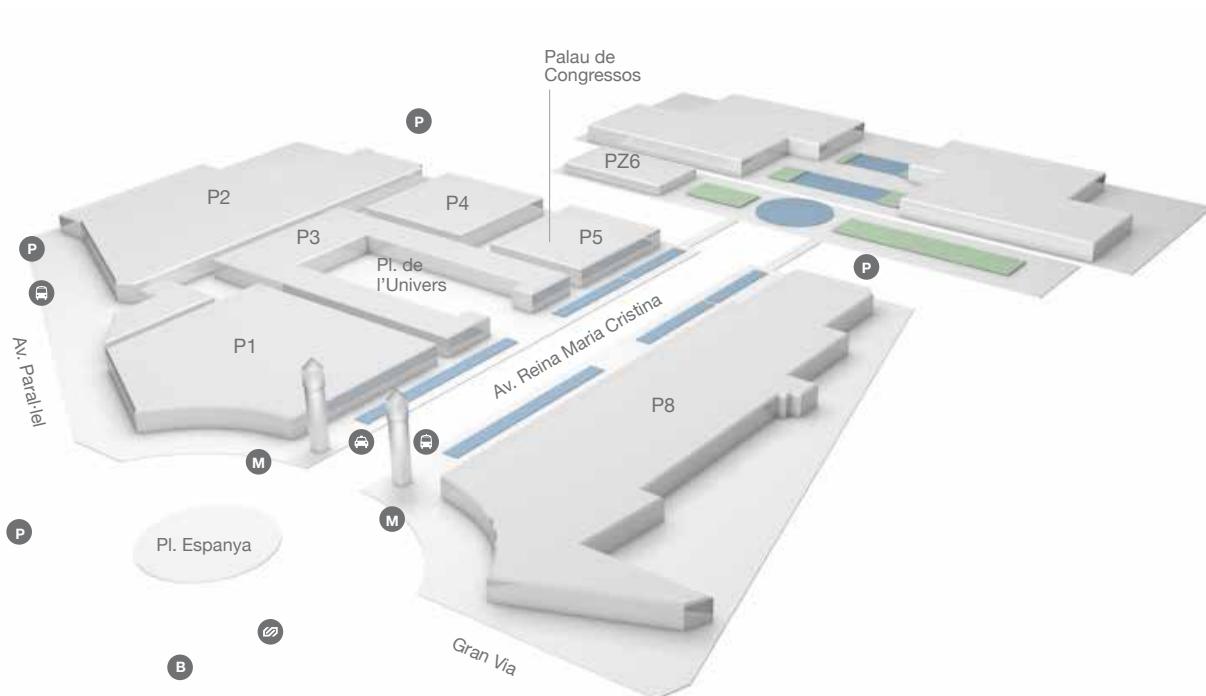 Palau de
Congressos
P
PZ6
P2
P4
P3
P5
P
Pl. de
l’Univers
P
Av. Reina Maria Cristina
P1
Av. Paral·lel
P8
M
M
P
Pl. Espanya
Gran Via
B